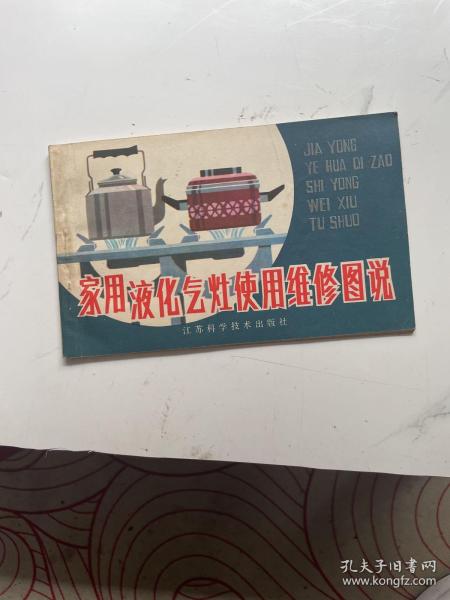 JIA YONG
YE HUA QI ZAO
SHI YONG
WEI XIU
TU SHUO
家用液化气灶使用维修图说
江苏科学技术出版社
孔夫子旧书网
www.kongfz.com